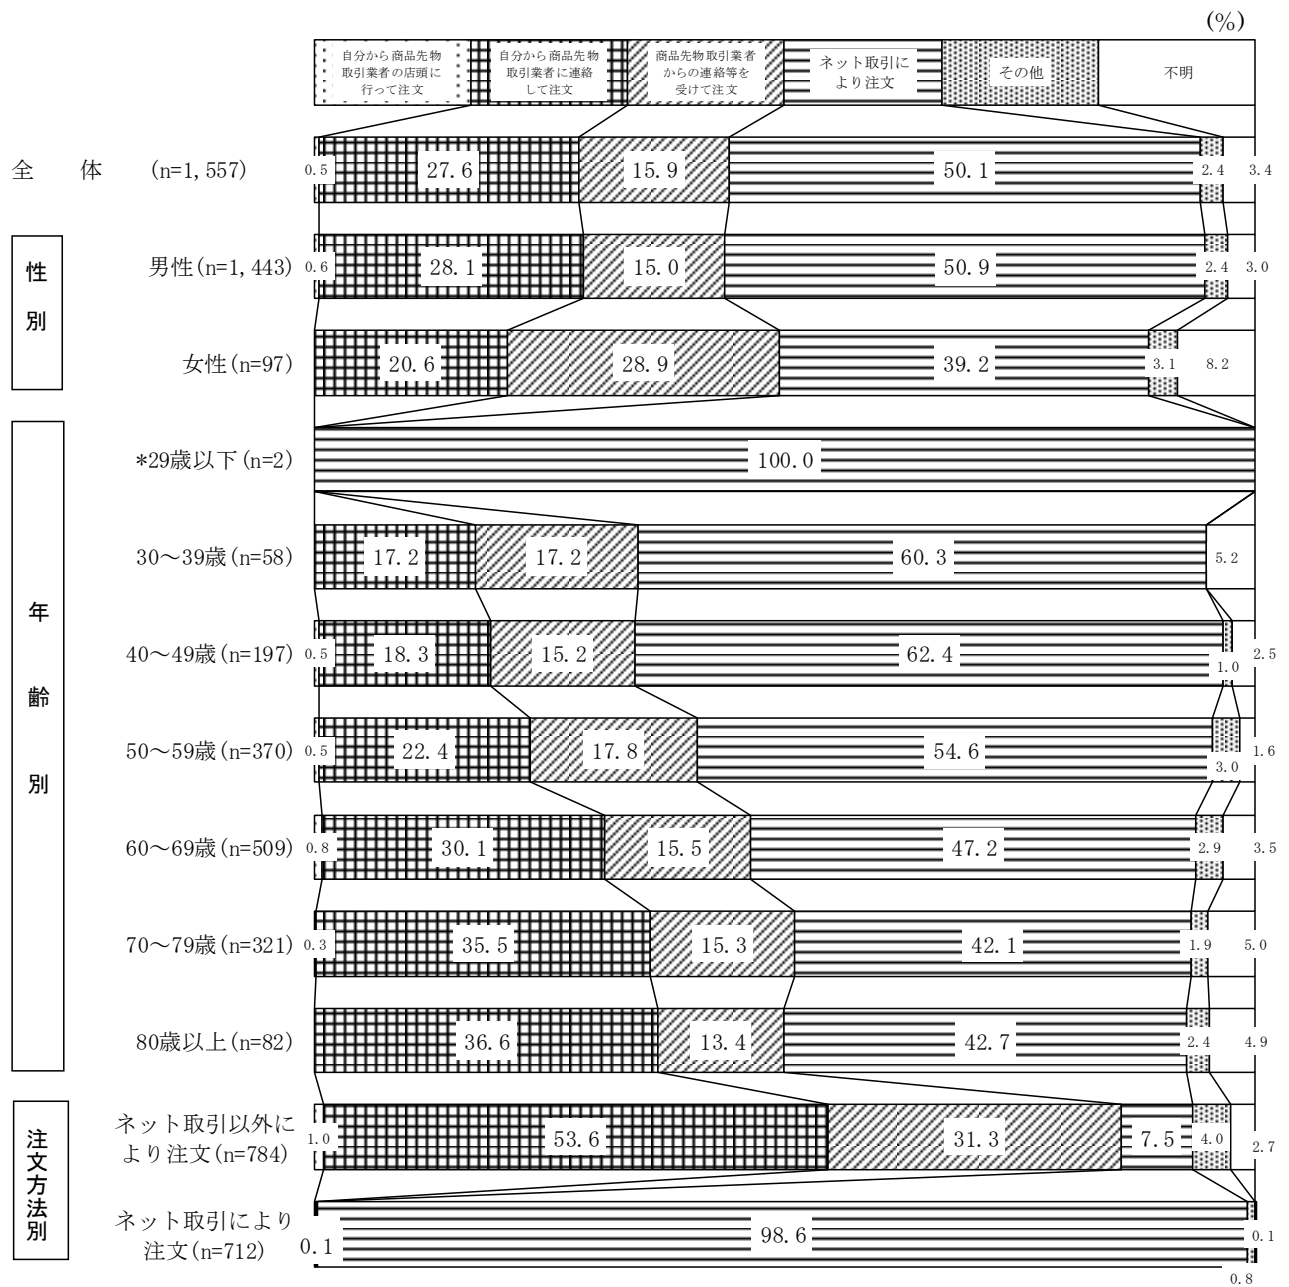 (%)
自分から商品先物
取引業者の店頭に
行って注文
自分から商品先物
取引業者に連絡
して注文
商品先物取引業者
からの連絡等を
受けて注文
ネット取引に
より注文
その他
不明
全 体 (n=1,557)
0.5 27.6 15.9 50.1 2.4 3.4
性別
男性(n=1,443)
0.6 28.1 15.0 50.9 2.4 3.0
女性(n=97)
20.6 28.9 39.2 3.1 8.2
年齢別
*29歳以下(n=2)
100.0
30～39歳(n=58)
17.2 17.2 60.3 5.2
40～49歳(n=197)
0.5 18.3 15.2 62.4 1.0 2.5
50～59歳(n=370)
0.5 22.4 17.8 54.6 3.0 1.6
60～69歳(n=509)
0.8 30.1 15.5 47.2 2.9 3.5
70～79歳(n=321)
0.3 35.5 15.3 42.1 1.9 5.0
80歳以上(n=82)
36.6 13.4 42.7 2.4 4.9
注文方法別
ネット取引以外に
より注文(n=784)
1.0 53.6 31.3 7.5 4.0 2.7
ネット取引により
注文(n=712)
0.1 98.6 0.1
0.8